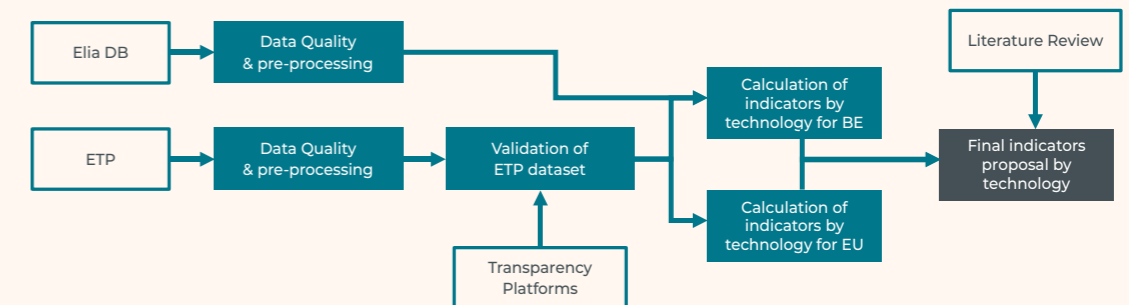 Elia DB
Data Quality
& pre-processing
Literature Review
Calculation of
indicators by
technology for BE
ETP
Data Quality
& pre-processing
Validation of
ETP dataset
Final indicators
proposal by
technology
Calculation of
indicators by
technology for EU
Transparency
Platforms